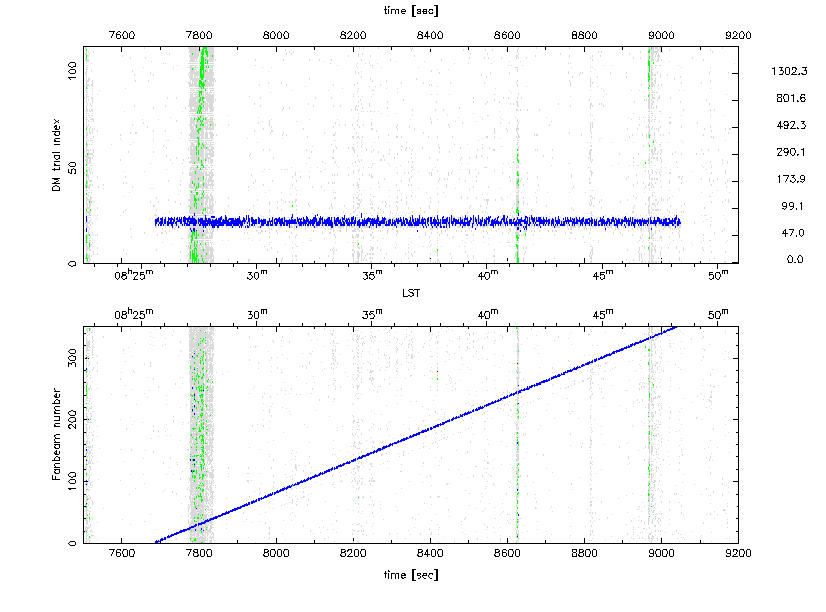 time [sec]
7600 7800 8000 8200 8400 8600 8800 9000 9200
DM trial index
0 50 100
1302.3
801.6
492.3
290.1
173.9
99.1
47.0
0.0
08h25m 30m 35m 40m 45m 50m
LST
08h25m 30m 35m 40m 45m 50m
Fanbeam number
0 100 200 300
7600 7800 8000 8200 8400 8600 8800 9000 9200
time [sec]